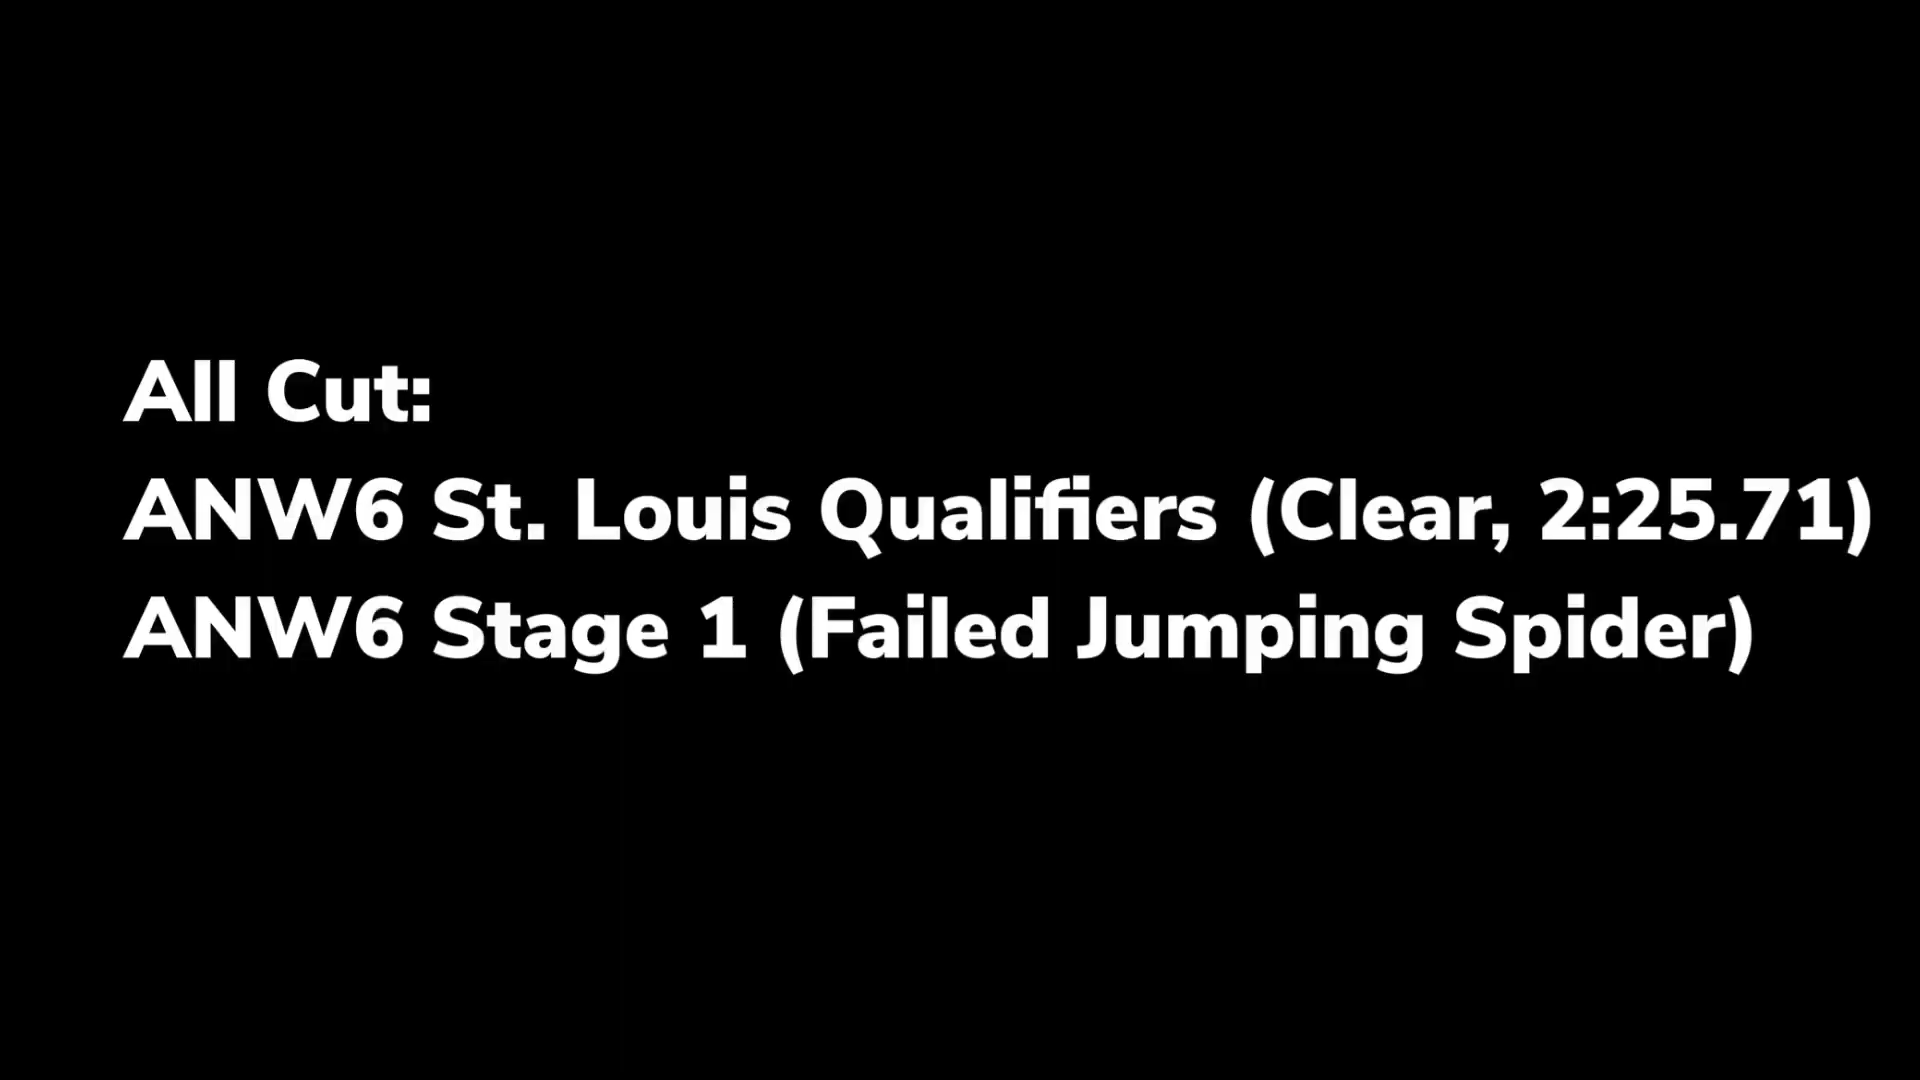 All Cut:
ANW6 St. Louis Qualifiers (Clear, 2:25.71)
ANW6 Stage 1 (Failed Jumping Spider)